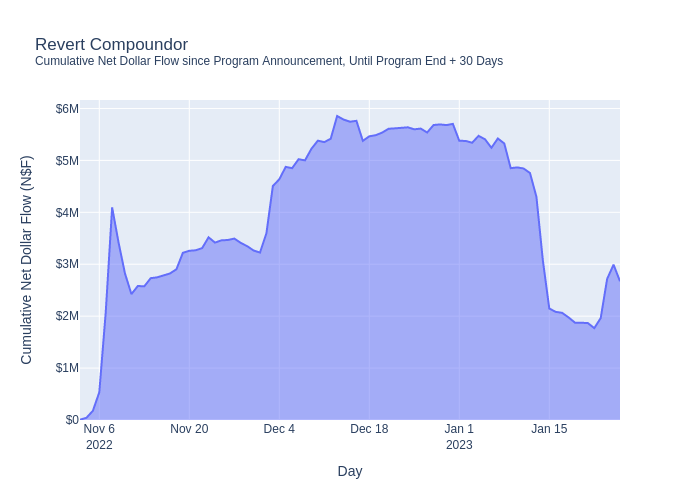 Revert Compoundor
Cumulative Net Dollar Flow since Program Announcement, Until Program End + 30 Days
Cumulative Net Dollar Flow (N$F)
$6M
$5M
$4M
$3M
$2M
$1M
$0
Nov 6
2022
Nov 20
Dec 4
Dec 18
Jan 1
2023
Jan 15
Day